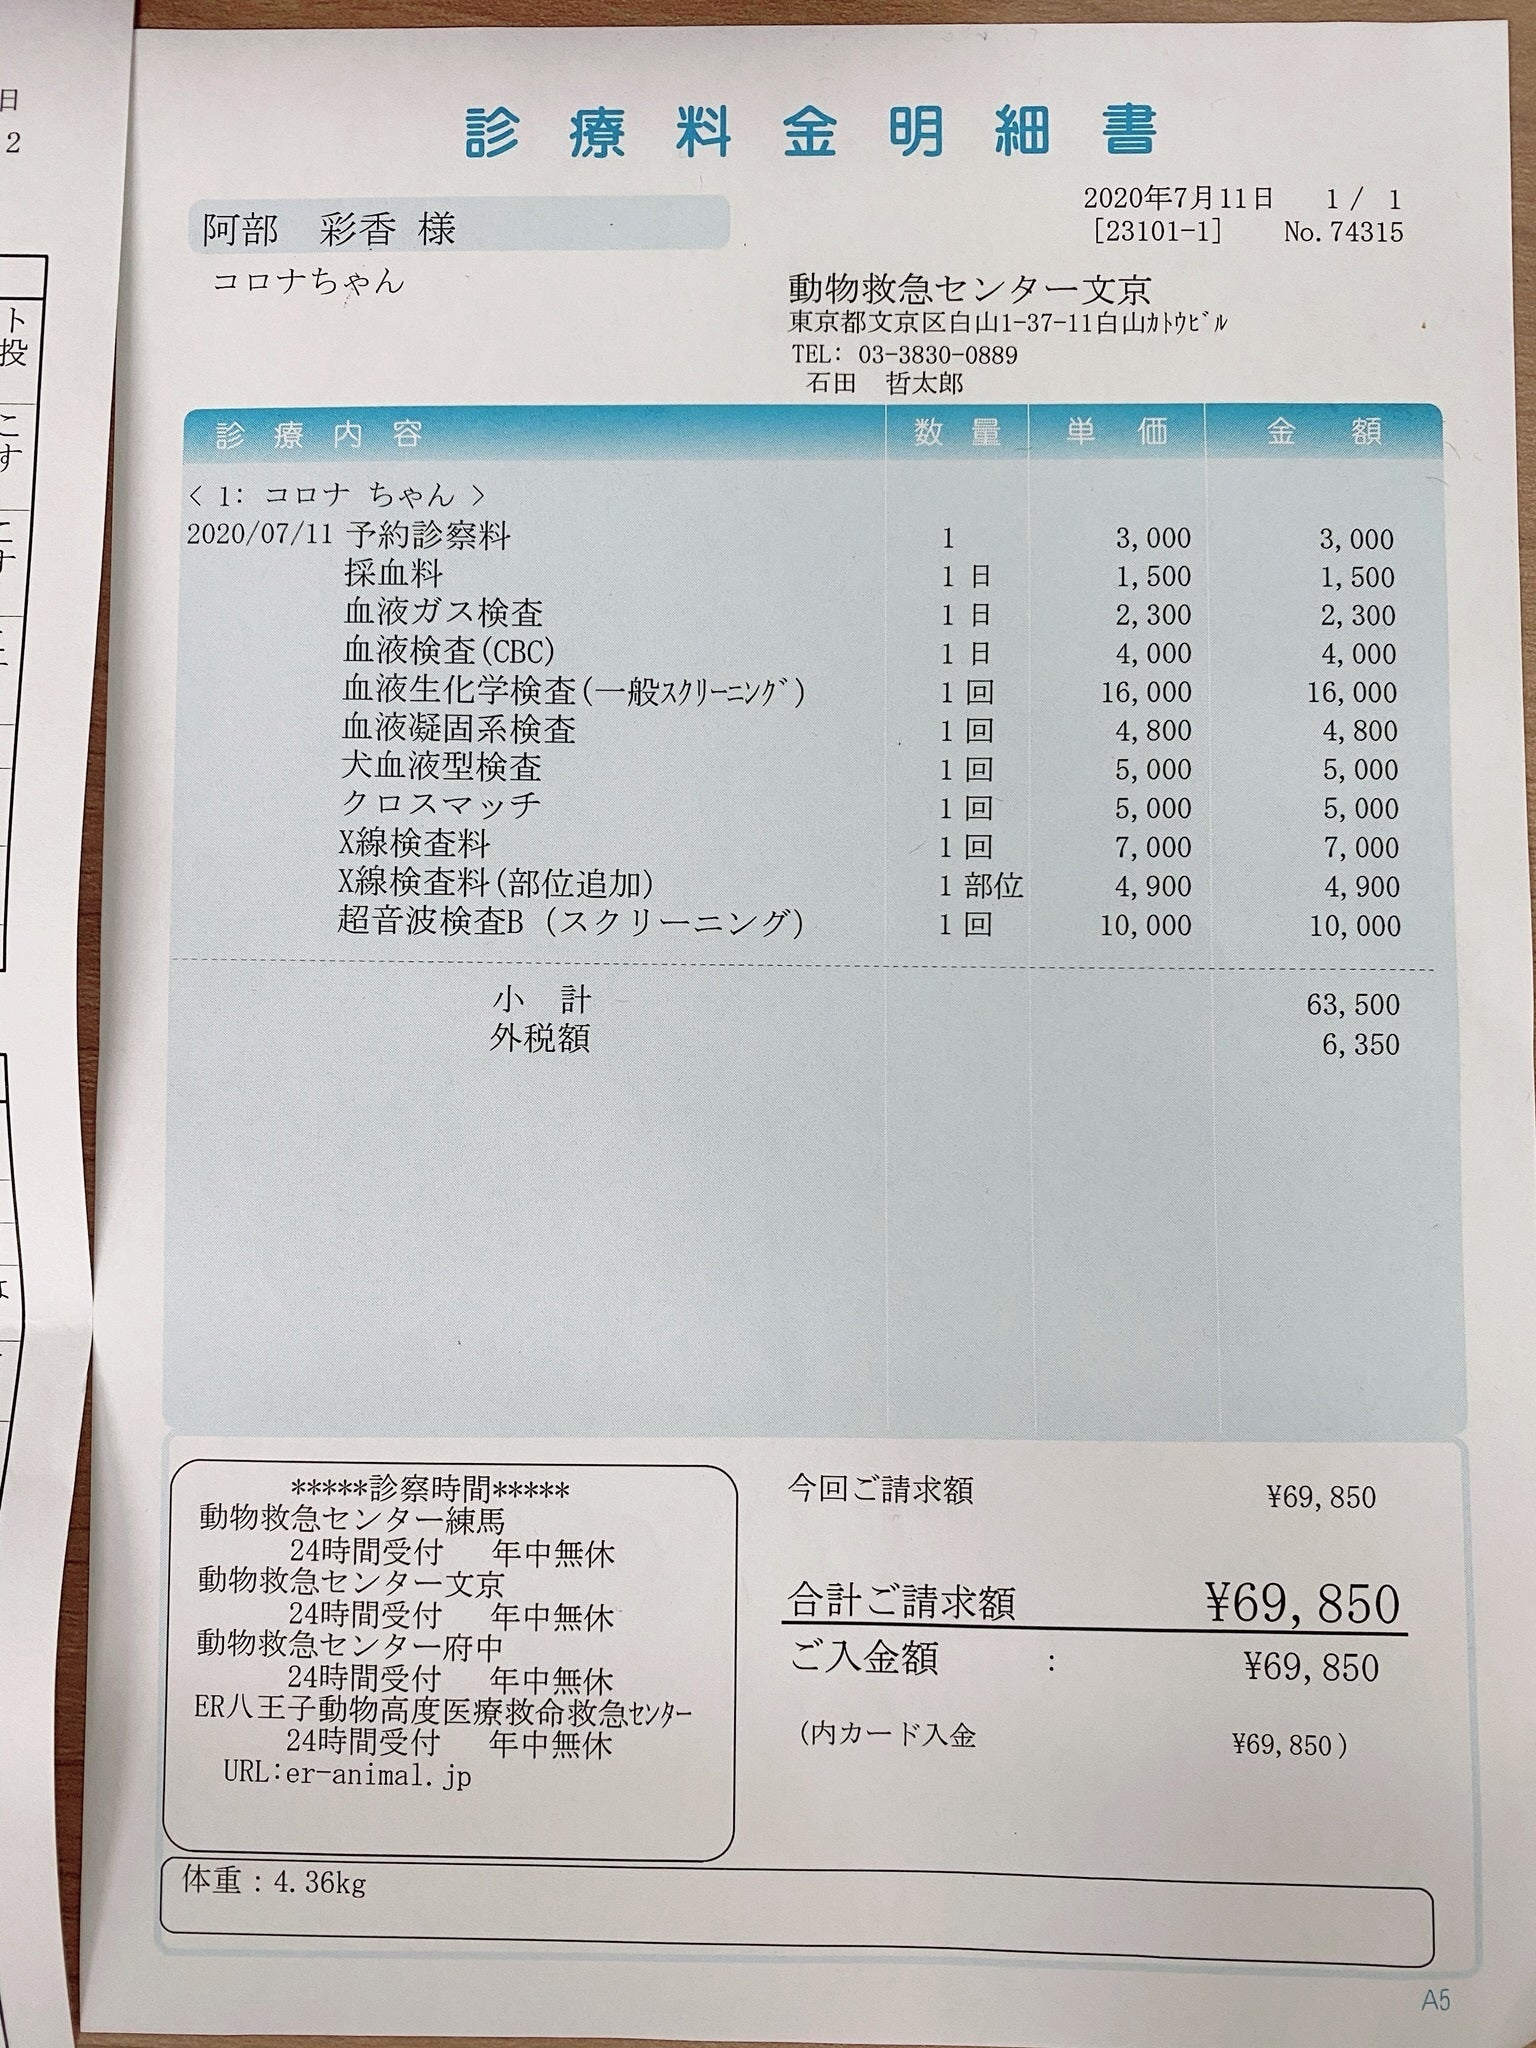 日
2
ト
投
こ
す
診療料金明細書
2020年7月11日 1/ 1
[23101-1] No.74315
阿部 彩香 様
コロナちゃん
動物救急センター文京
東京都文京区白山1-37-11白山ｶﾄｳﾋﾞﾙ
TEL: 03-3830-0889
石田 哲太郎
診療内容 数量 単価 金額
< 1: コロナ ちゃん >
2020/07/11 予約診察料 1 3,000 3,000
採血料 1 日 1,500 1,500
血液ガス検査 1 日 2,300 2,300
血液検査(CBC) 1 日 4,000 4,000
血液生化学検査(一般ｽｸﾘｰﾆﾝｸﾞ) 1 回 16,000 16,000
血液凝固系検査 1 回 4,800 4,800
犬血液型検査 1 回 5,000 5,000
クロスマッチ 1 回 5,000 5,000
X線検査料 1 回 7,000 7,000
X線検査料(部位追加) 1 部位 4,900 4,900
超音波検査B (スクリーニング) 1 回 10,000 10,000
小 計 63,500
外税額 6,350
*****診察時間*****
動物救急センター練馬
24時間受付 年中無休
動物救急センター文京
24時間受付 年中無休
動物救急センター府中
24時間受付 年中無休
ER八王子動物高度医療救命救急ｾﾝﾀｰ
24時間受付 年中無休
URL:er-animal.jp
今回ご請求額 ¥69,850
合計ご請求額 ¥69,850
ご入金額 : ¥69,850
(内カード入金 ¥69,850)
体重：4.36kg
A5